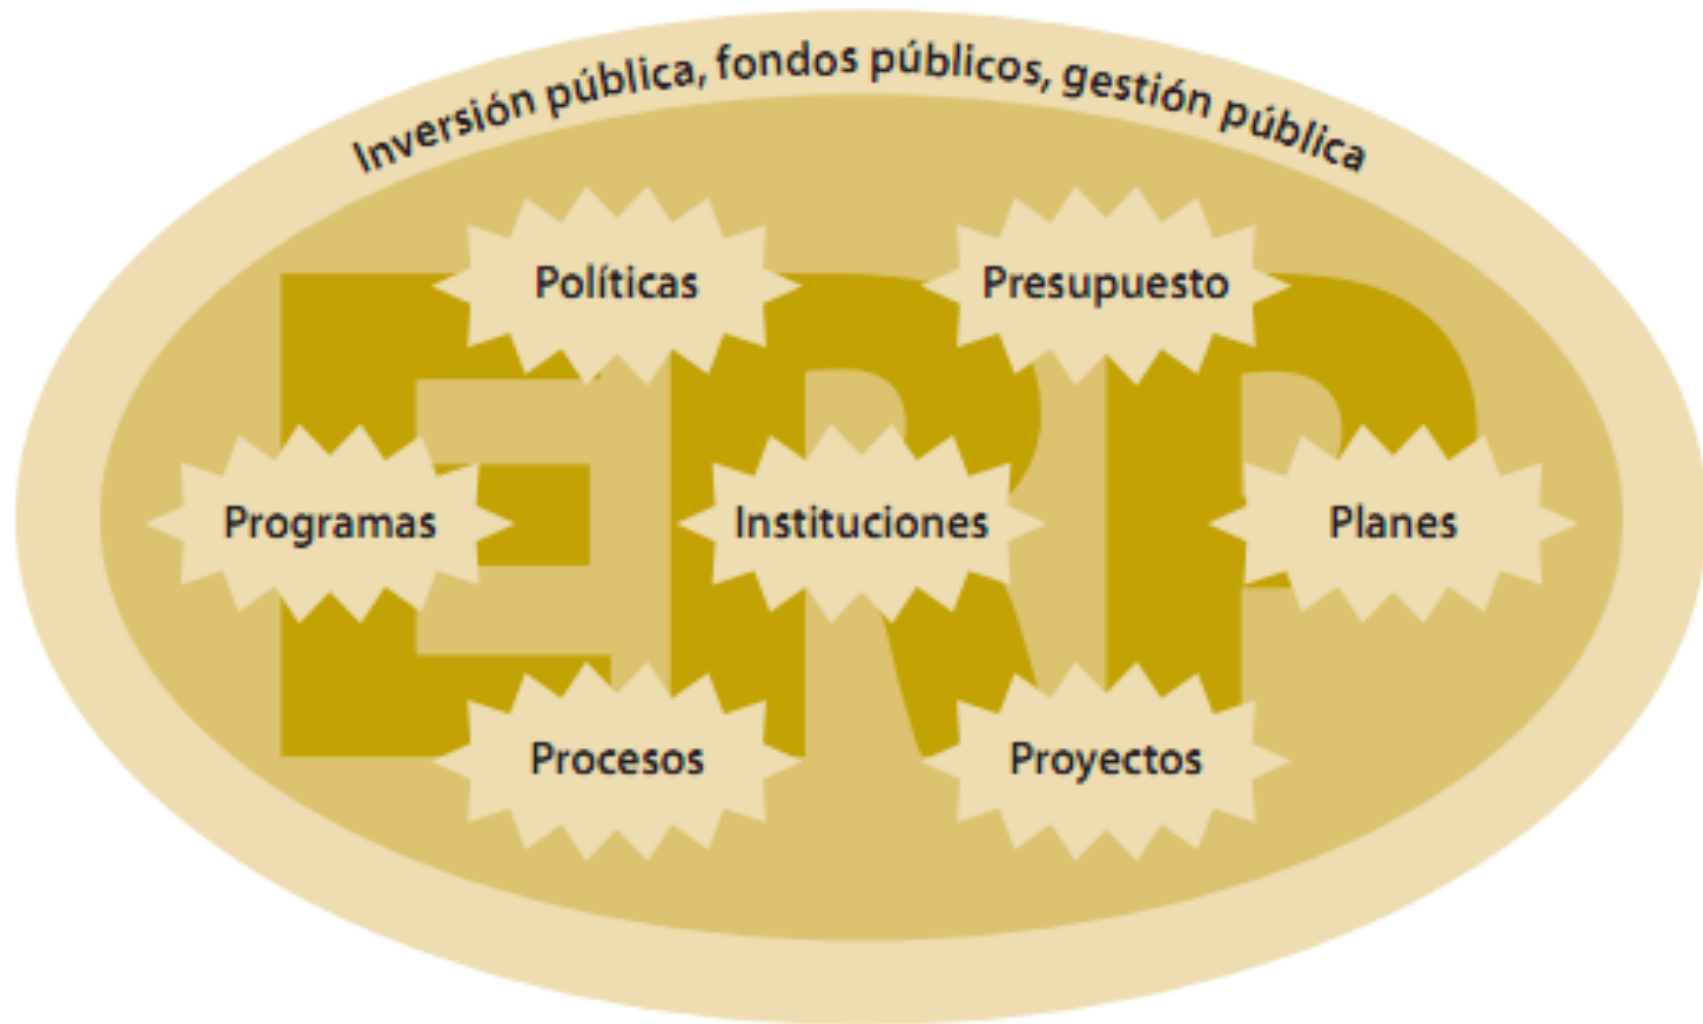 Inversión pública, fondos públicos, gestión pública
Políticas
Presupuesto
ERP
Programas
Instituciones
Planes
Procesos
Proyectos